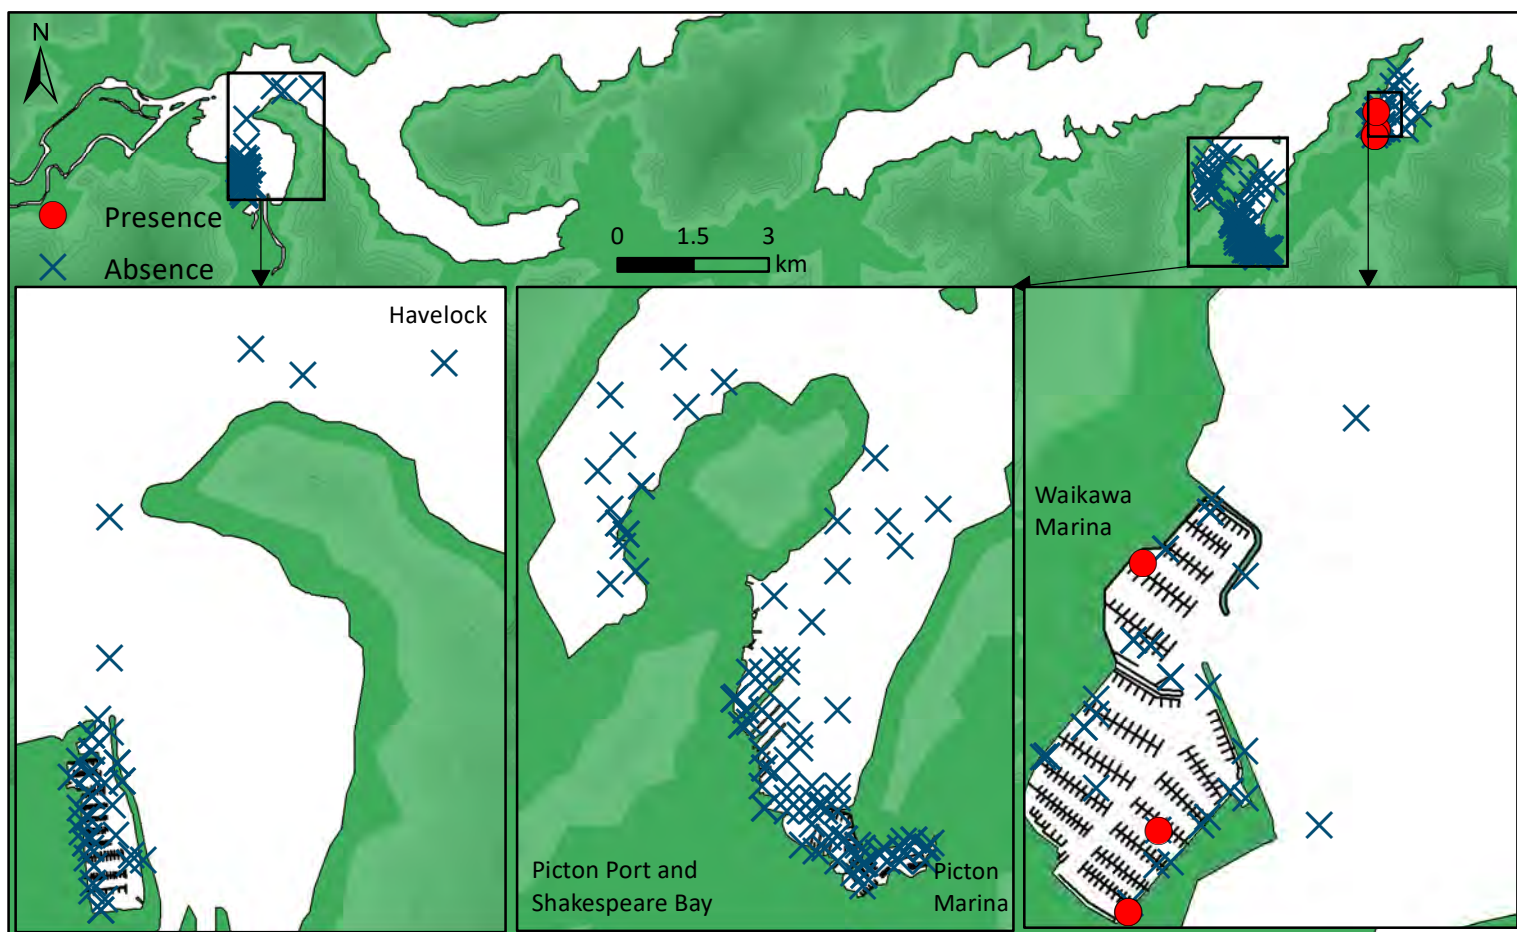 N
Presence
Absence
0 1.5 3
km
Havelock
Picton Port and
Shakespeare Bay
Picton
Marina
Waikawa
Marina